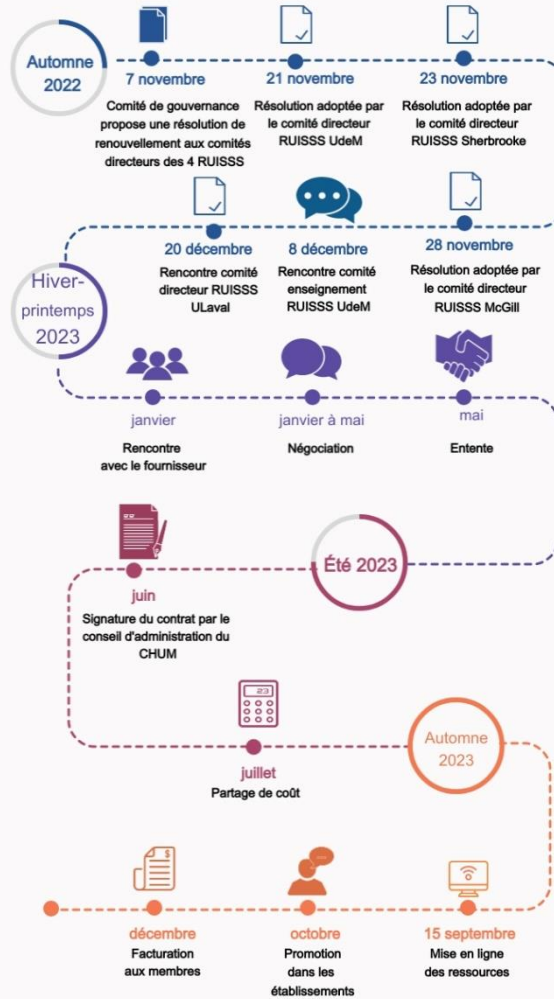 Automne
2022
7 novembre
Comité de gouvernance
propose une résolution de
renouvellement aux comités
directeurs des 4 RUISSS
21 novembre
Résolution adoptée par
le comité directeur
RUISSS UdeM
23 novembre
Résolution adoptée par
le comité directeur
RUISSS Sherbrooke
28 novembre
Résolution adoptée par
le comité directeur
RUISSS McGill
8 décembre
Rencontre comité
enseignement
RUISSS UdeM
20 décembre
Rencontre comité
directeur RUISSS
ULaval
Hiver-
printemps
2023
janvier
Rencontre
avec le fournisseur
janvier à mai
Négociation
mai
Entente
Été 2023
juin
Signature du contrat par le
conseil d'administration du
CHUM
23
juillet
Partage de coût
Automne
2023
15 septembre
Mise en ligne
des ressources
octobre
Promotion
dans les
établissements
$
décembre
Facturation
aux membres